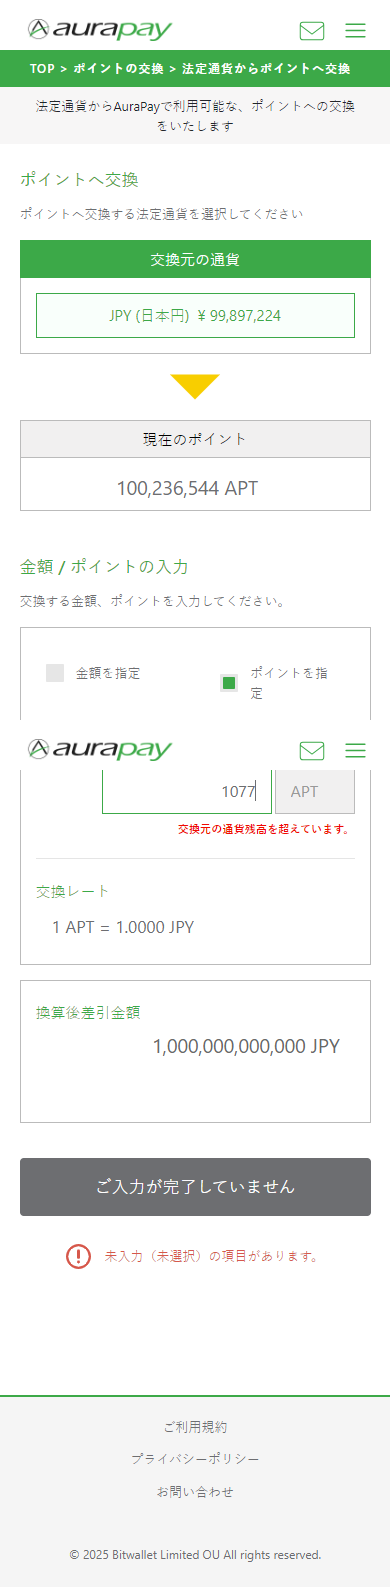 aurapay
TOP > ポイントの交換 > 法定通貨からポイントへ交換
法定通貨からAuraPayで利用可能な、ポイントへの交換
をいたします
ポイントへ交換
ポイントへ交換する法定通貨を選択してください
交換元の通貨
JPY (日本円) ¥ 99,897,224
現在のポイント
100,236,544 APT
金額 / ポイントの入力
交換する金額、ポイントを入力してください。
金額を指定
ポイントを指
定
aurapay
1077
APT
交換元の通貨残高を超えています。
交換レート
1 APT = 1.0000 JPY
換算後差引金額
1,000,000,000,000 JPY
ご入力が完了していません
未入力（未選択）の項目があります。
ご利用規約
プライバシーポリシー
お問い合わせ
© 2025 Bitwallet Limited OU All rights reserved.